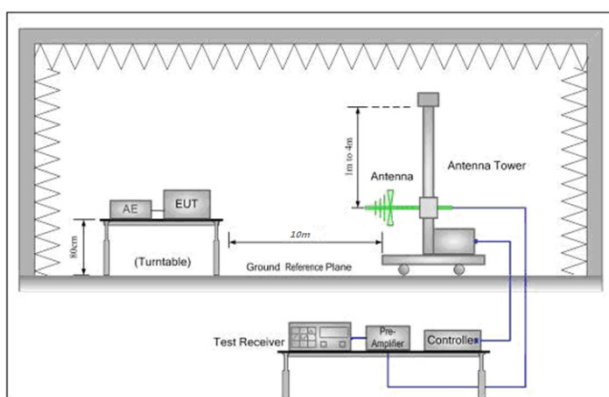 1m to 4m
Antenna
Antenna Tower
AE
EUT
80cm
(Turntable)
10m
Ground Reference Plane
Test Receiver
Pre-
Amplifier
Controller